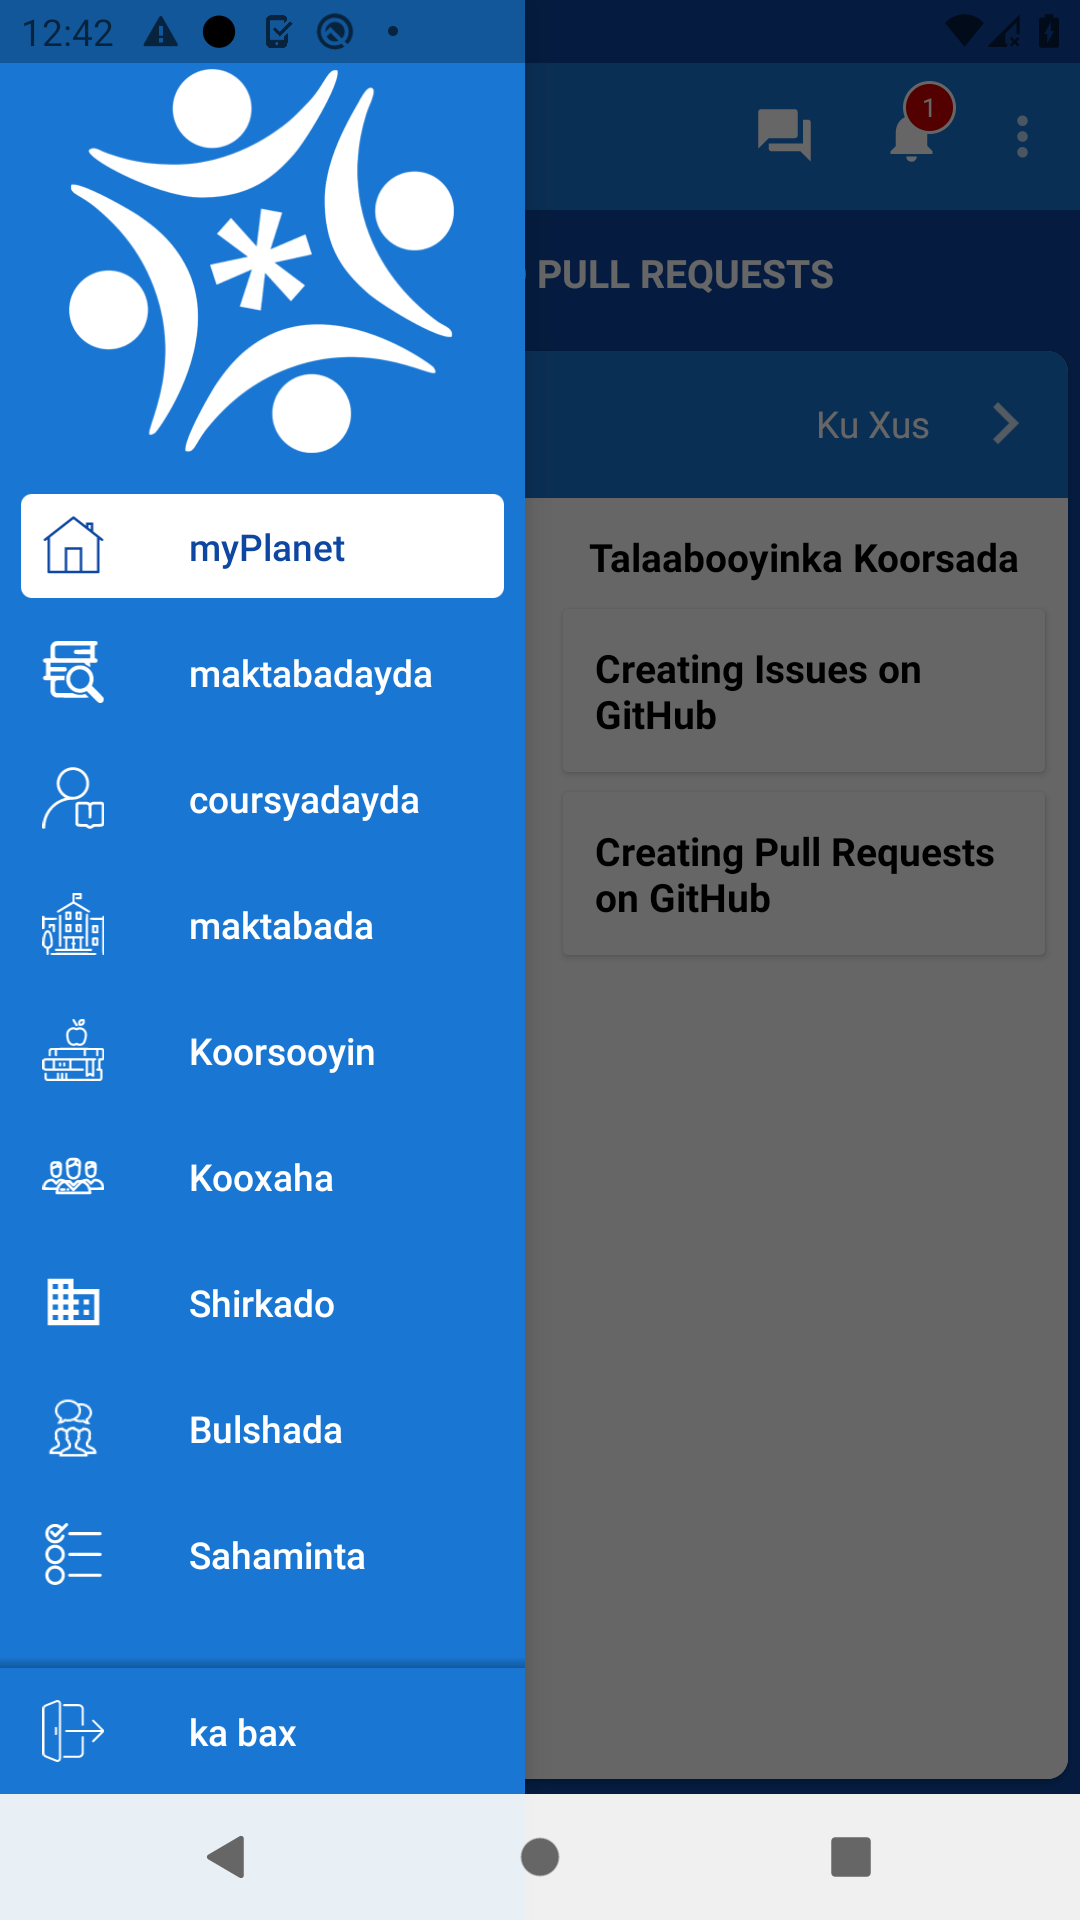 12:42
1
PULL REQUESTS
Ku Xus
Talaabooyinka Koorsada
Creating Issues on
GitHub
Creating Pull Requests
on GitHub
myPlanet
maktabadayda
coursyadayda
maktabada
Koorsooyin
Kooxaha
Shirkado
Bulshada
Sahaminta
ka bax